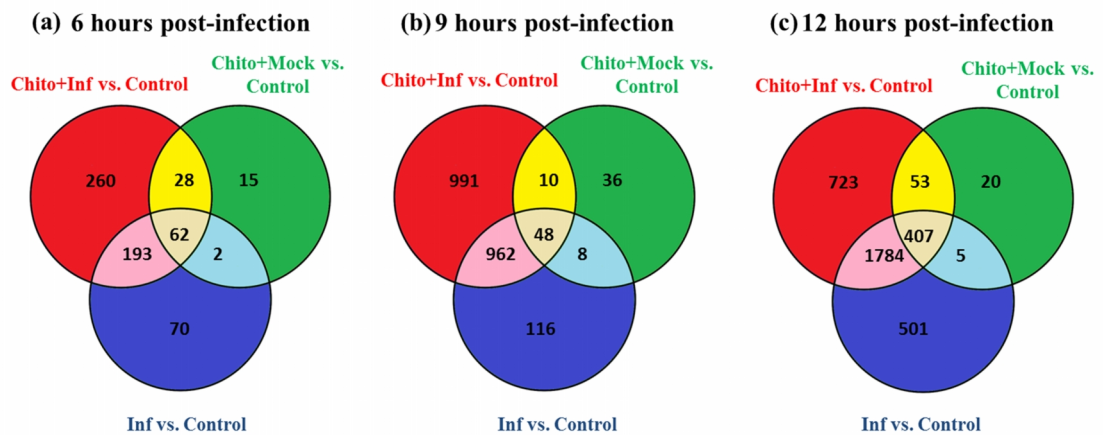 (a) 6 hours post-infection
Chito+Inf vs. Control
Chito+Mock vs.
Control
260
28
15
62
193
2
70
Inf vs. Control
(b) 9 hours post-infection
Chito+Inf vs. Control
Chito+Mock vs.
Control
991
10
36
48
962
8
116
Inf vs. Control
(c) 12 hours post-infection
Chito+Inf vs. Control
Chito+Mock vs.
Control
723
53
20
407
1784
5
501
Inf vs. Control